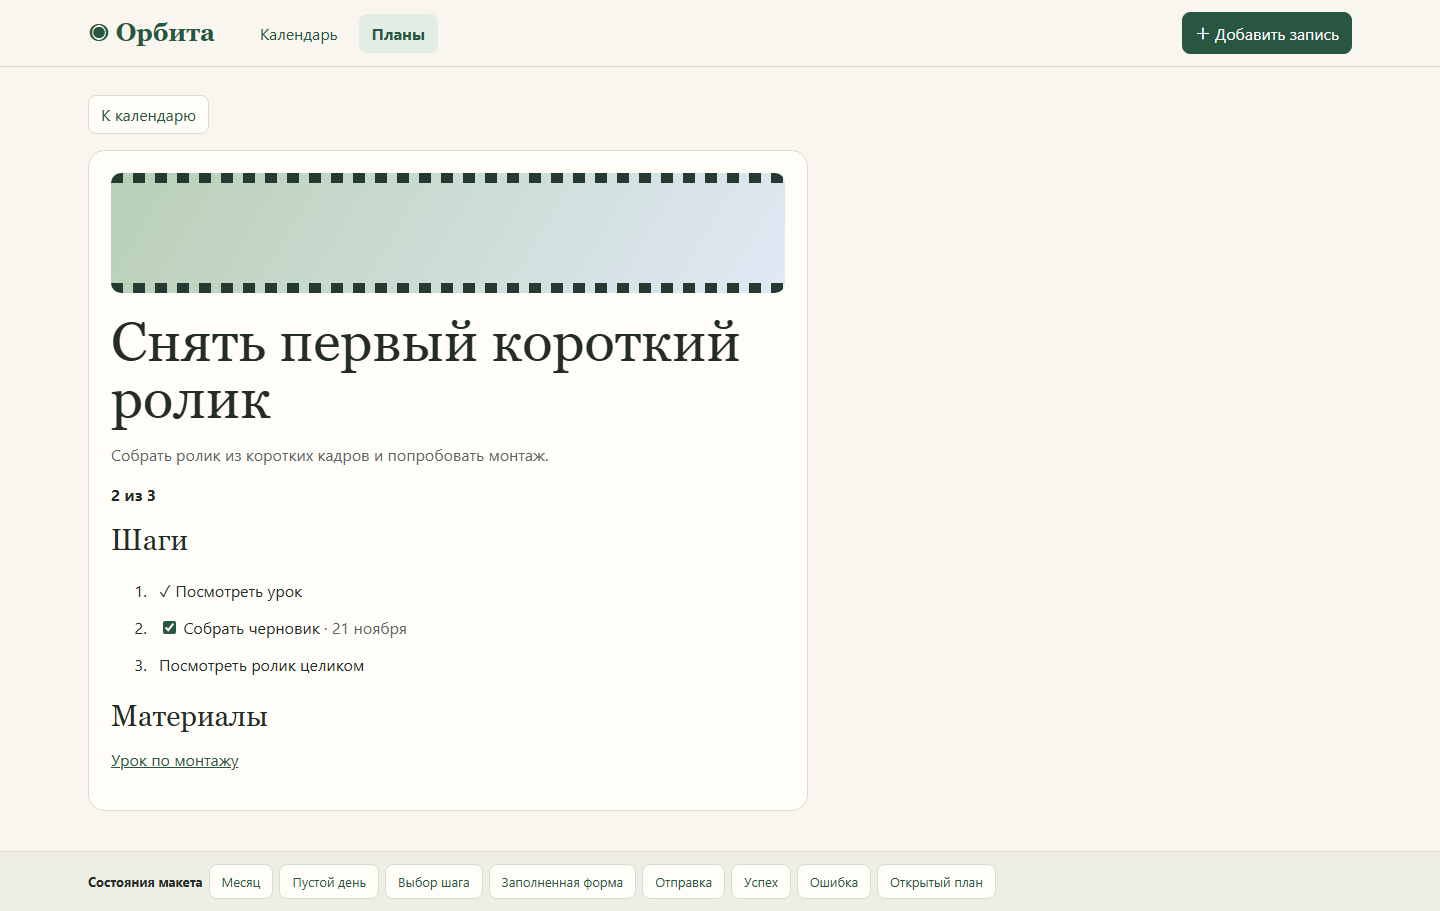 ◉ Орбита Календарь Планы + Добавить запись
К календарю
Снять первый короткий
ролик
Собрать ролик из коротких кадров и попробовать монтаж.
2 из 3
Шаги
1. ✓ Посмотреть урок
2. Собрать черновик · 21 ноября
3. Посмотреть ролик целиком
Материалы
Урок по монтажу
Состояния макета Месяц Пустой день Выбор шага Заполненная форма Отправка Успех Ошибка Открытый план